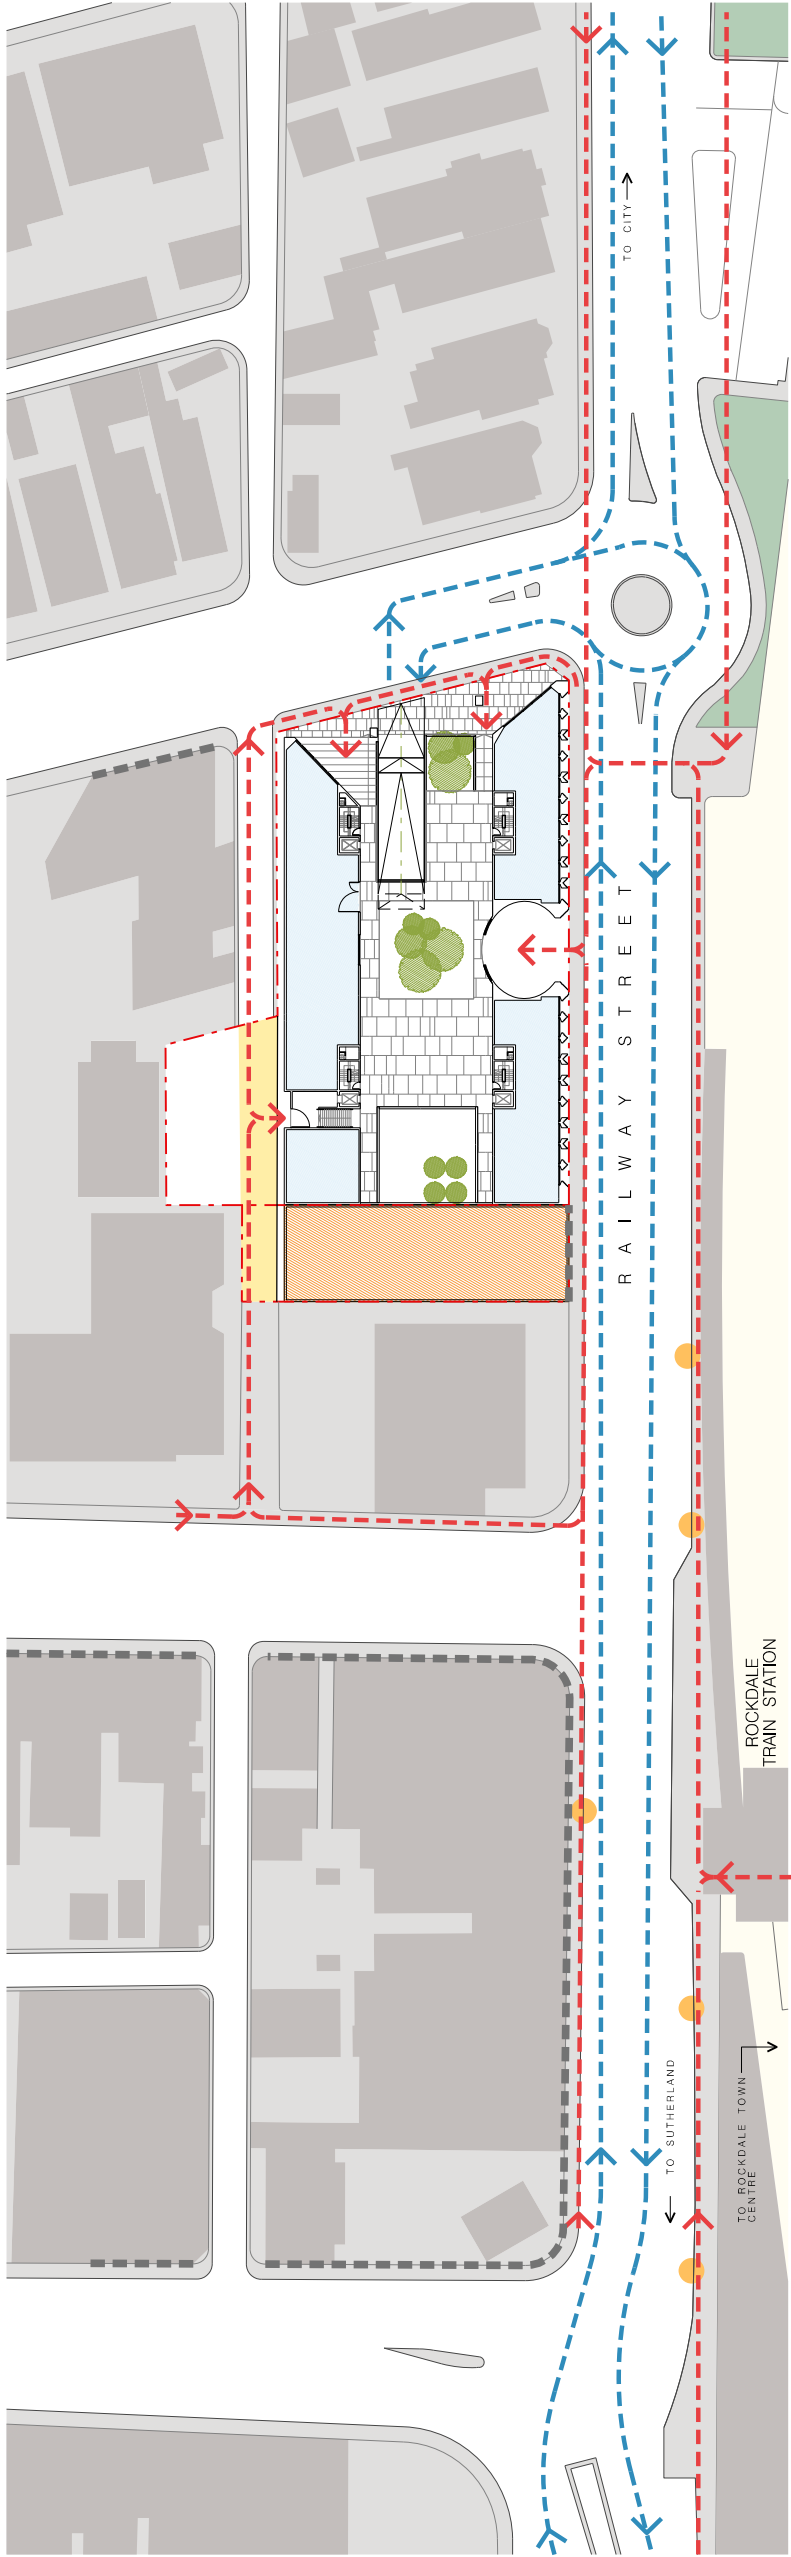 TO CITY
RAILWAY STREET
ROCKDALE
TRAIN STATION
TO SUTHERLAND
TO ROCKDALE TOWN
CENTRE